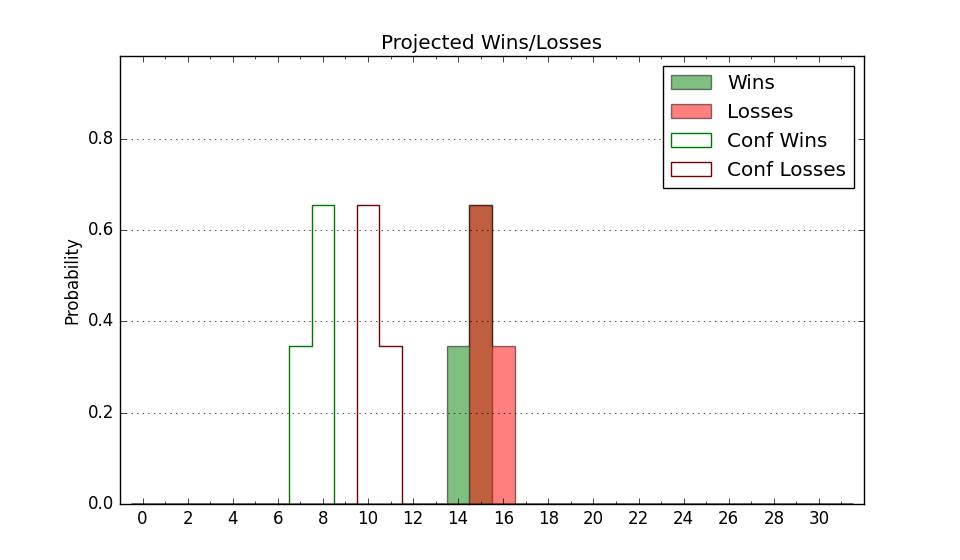 Projected Wins/Losses
Wins
Losses
Conf Wins
Conf Losses
Probability
0.8
0.6
0.4
0.2
0.0
0 2 4 6 8 10 12 14 16 18 20 22 24 26 28 30